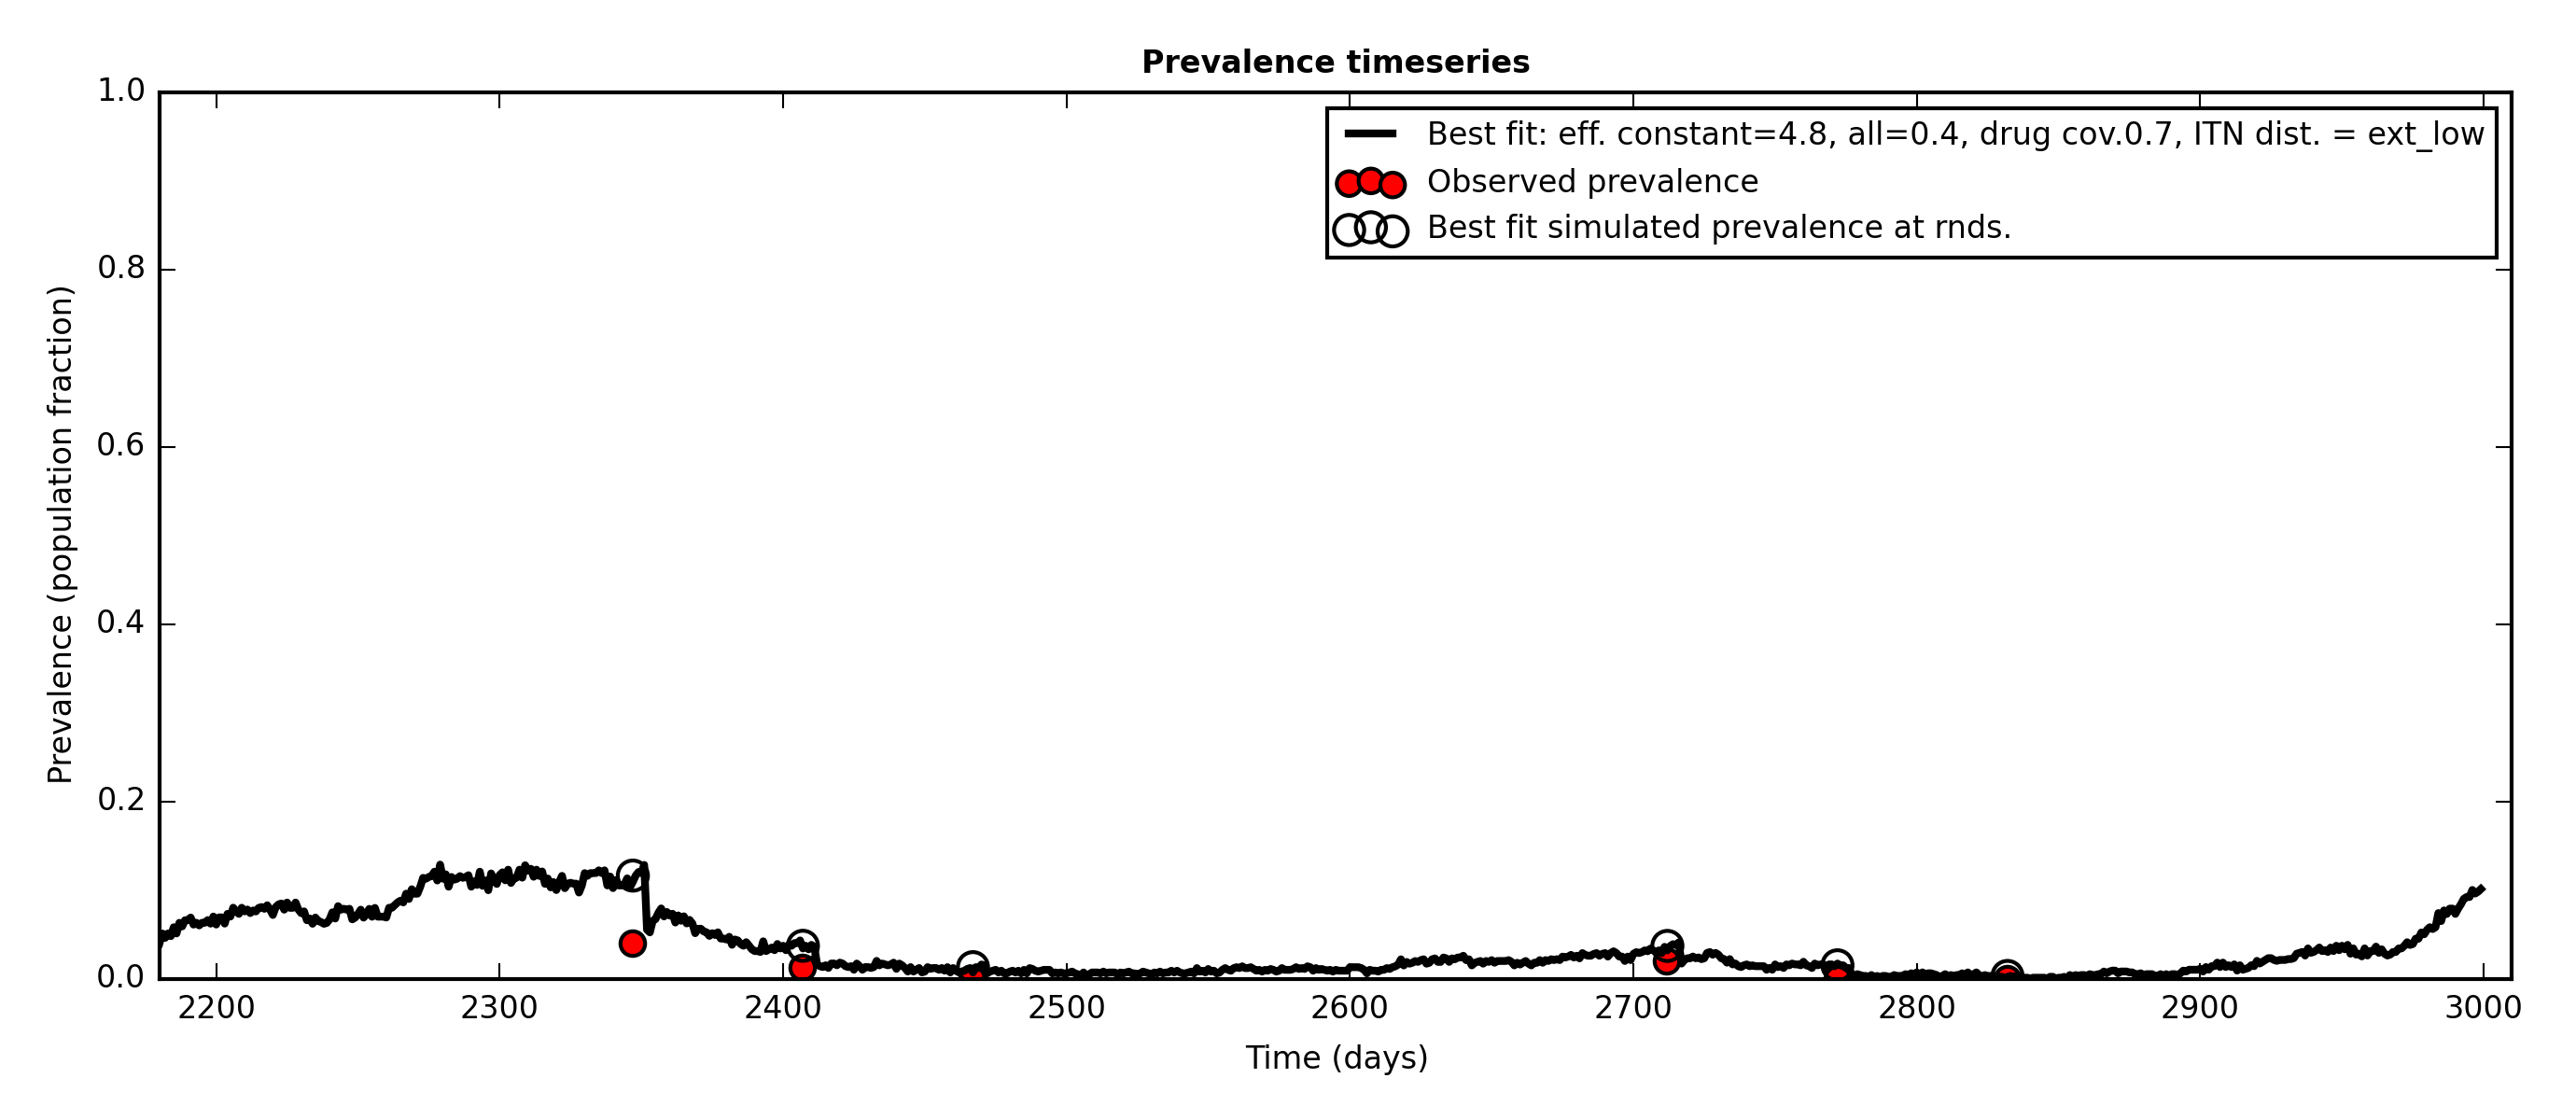 Prevalence timeseries
1.0
0.8
0.6
0.4
0.2
0.0
Prevalence (population fraction)
Best fit: eff. constant=4.8, all=0.4, drug cov.0.7, ITN dist. = ext_low
Observed prevalence
Best fit simulated prevalence at rnds.
2200 2300 2400 2500 2600 2700 2800 2900 3000
Time (days)